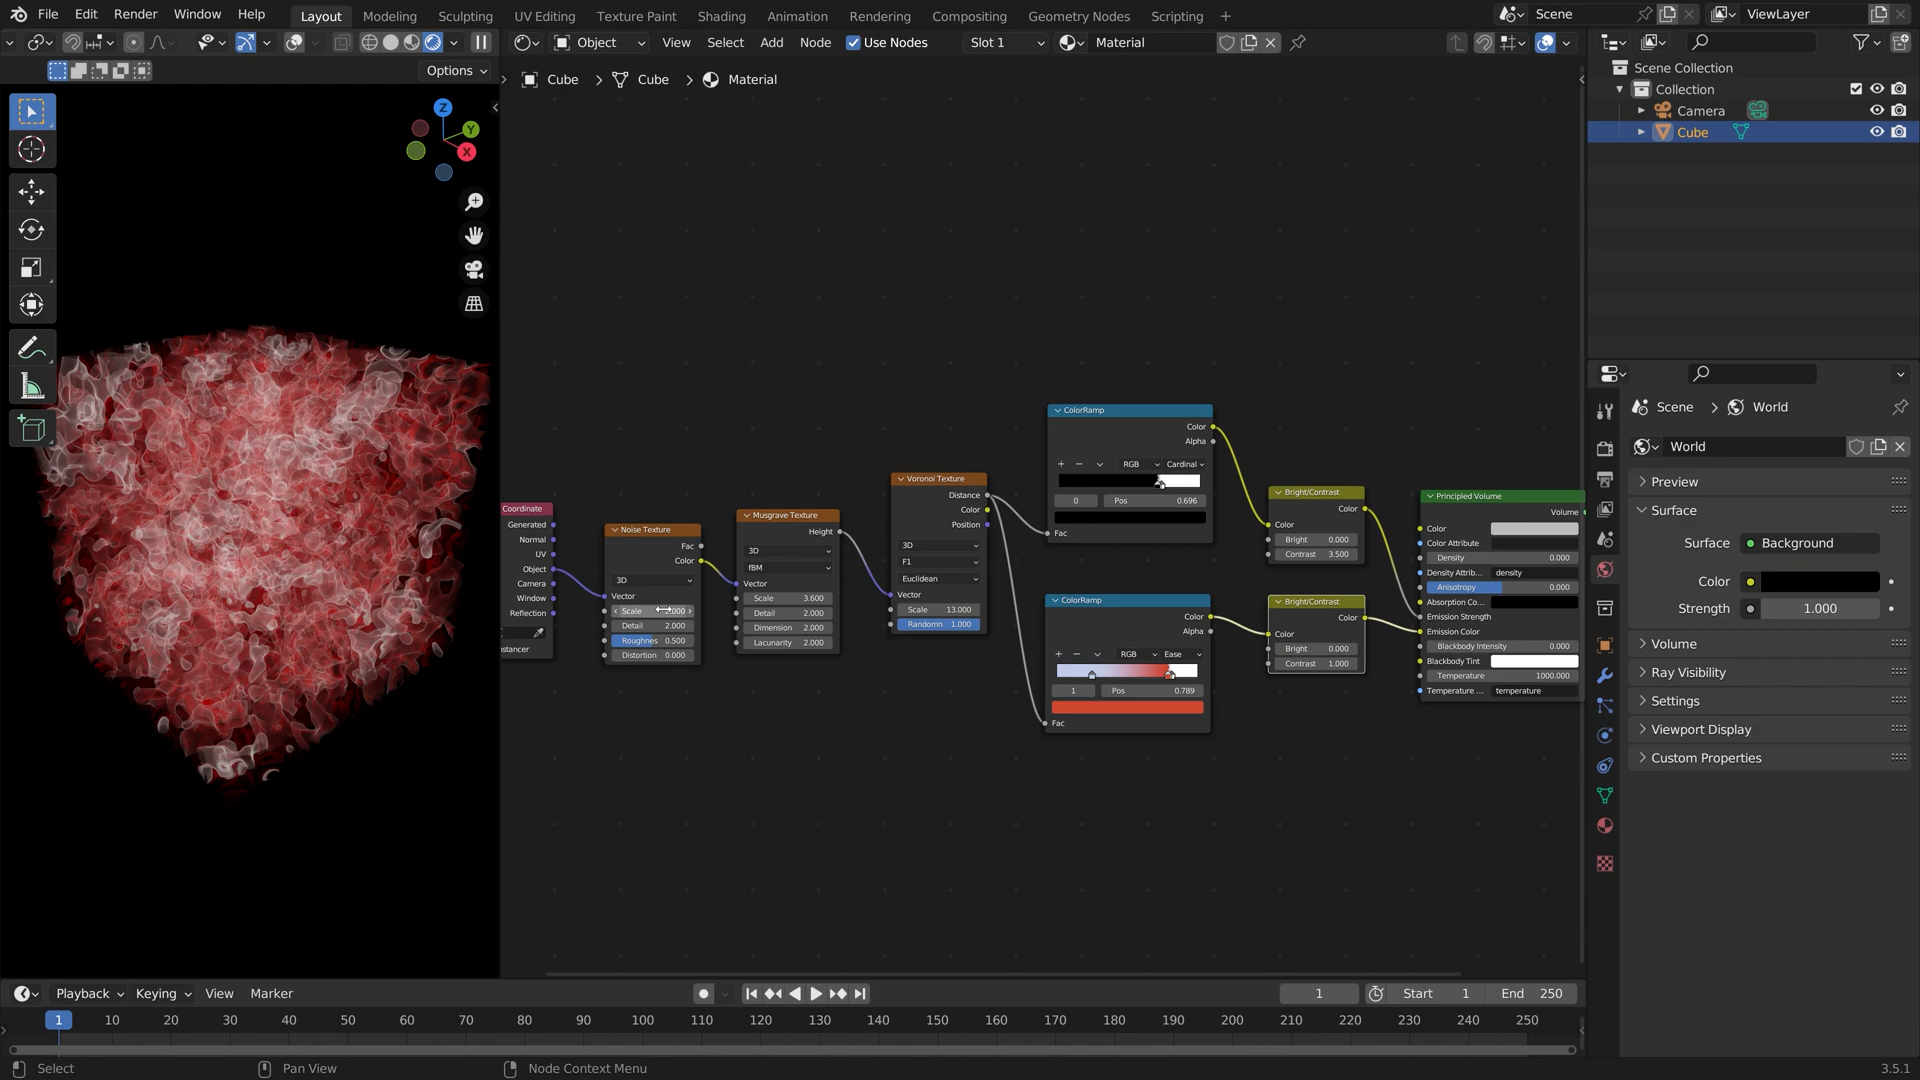 File Edit Render Window Help Layout Modeling Sculpting UV Editing Texture Paint Shading Animation Rendering Compositing Geometry Nodes Scripting + Scene ViewLayer
Object View Select Add Node Use Nodes Slot 1 Material
Options
Cube > Cube > Material
Scene Collection
Collection
Camera
Cube
Z
Y
X
Coordinate
Generated
Normal
UV
Object
Camera
Window
Reflection
Noise Texture
Fac
Color
3D
Vector
Scale 2.000
Detail 2.000
Roughnes 0.500
Distortion 0.000
Musgrave Texture
Height
3D
fBM
Vector
Scale 3.600
Detail 2.000
Dimension 2.000
Lacunarity 2.000
Voronoi Texture
Distance
Color
Position
3D
F1
Euclidean
Vector
Scale 13.000
Randomn 1.000
ColorRamp
Color
Alpha
+ − RGB Cardinal
0 Pos 0.696
Fac
ColorRamp
Color
Alpha
+ − RGB Ease
1 Pos 0.789
Fac
Bright/Contrast
Color
Color
Bright 0.000
Contrast 3.500
Bright/Contrast
Color
Color
Bright 0.000
Contrast 1.000
Principled Volume
Volume
Color
Color Attribute
Density 0.000
Density Attrib... density
Anisotropy 0.000
Absorption Co...
Emission Strength
Emission Color
Blackbody Intensity 0.000
Blackbody Tint
Temperature 1000.000
Temperature ... temperature
Scene > World
World
Preview
Surface
Surface Background
Color
Strength 1.000
Volume
Ray Visibility
Settings
Viewport Display
Custom Properties
Playback Keying View Marker 1 Start 1 End 250
1 10 20 30 40 50 60 70 80 90 100 110 120 130 140 150 160 170 180 190 200 210 220 230 240 250
Select Pan View Node Context Menu 3.5.1